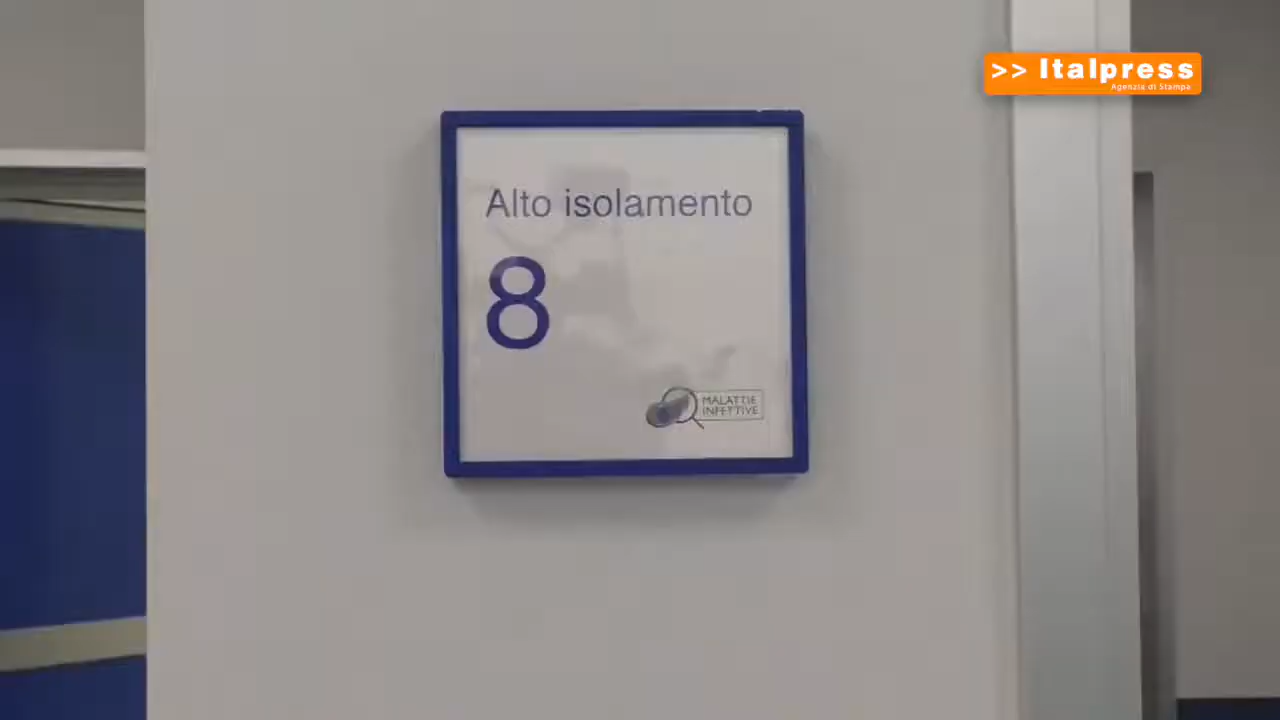 >> Italpress
Agenzia di Stampa
Alto isolamento
8
MALATTIE
INFETTIVE